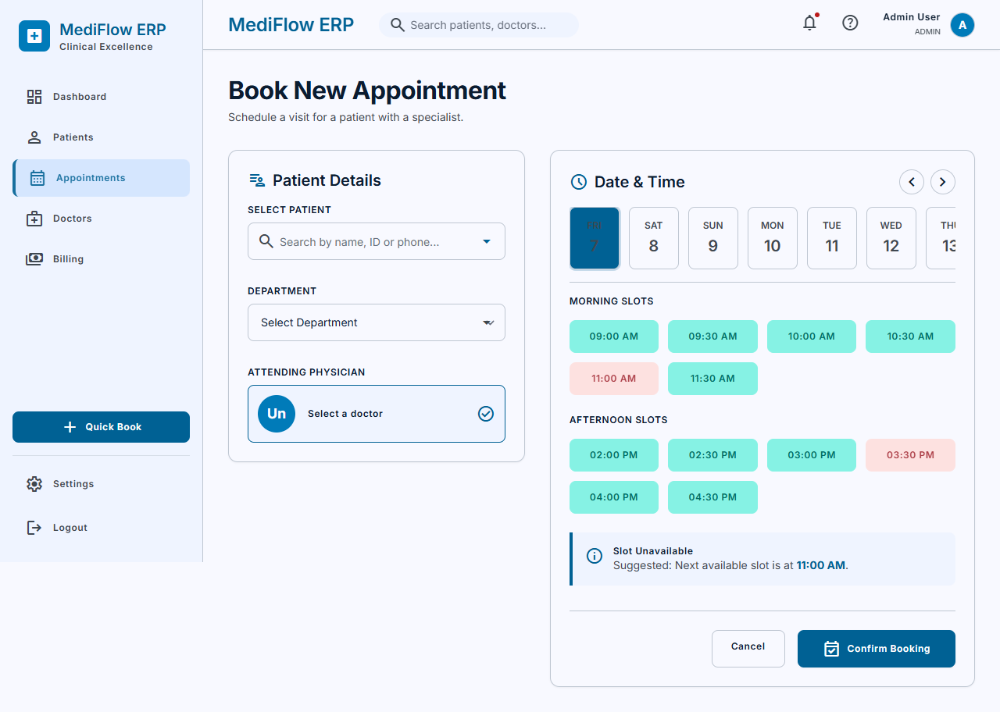 MediFlow ERP
Clinical Excellence
Dashboard
Patients
Appointments
Doctors
Billing
Quick Book
Settings
Logout
MediFlow ERP
Search patients, doctors...
Admin User
ADMIN
A
Book New Appointment
Schedule a visit for a patient with a specialist.
Patient Details
SELECT PATIENT
Search by name, ID or phone...
DEPARTMENT
Select Department
ATTENDING PHYSICIAN
Un
Select a doctor
Date & Time
FRI SAT SUN MON TUE WED THU
7 8 9 10 11 12 13
MORNING SLOTS
09:00 AM 09:30 AM 10:00 AM 10:30 AM
11:00 AM 11:30 AM
AFTERNOON SLOTS
02:00 PM 02:30 PM 03:00 PM 03:30 PM
04:00 PM 04:30 PM
Slot Unavailable
Suggested: Next available slot is at 11:00 AM.
Cancel
Confirm Booking